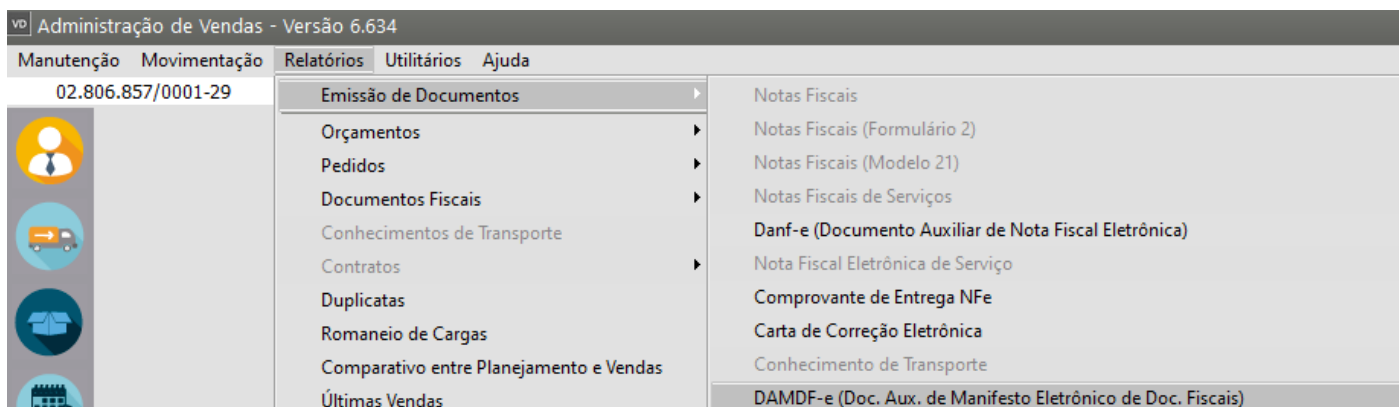 VD Administração de Vendas - Versão 6.634
Manutenção Movimentação Relatórios Utilitários Ajuda
02.806.857/0001-29
Emissão de Documentos
Orçamentos
Pedidos
Documentos Fiscais
Conhecimentos de Transporte
Contratos
Duplicatas
Romaneio de Cargas
Comparativo entre Planejamento e Vendas
Últimas Vendas
Notas Fiscais
Notas Fiscais (Formulário 2)
Notas Fiscais (Modelo 21)
Notas Fiscais de Serviços
Danf-e (Documento Auxiliar de Nota Fiscal Eletrônica)
Nota Fiscal Eletrônica de Serviço
Comprovante de Entrega NFe
Carta de Correção Eletrônica
Conhecimento de Transporte
DAMDF-e (Doc. Aux. de Manifesto Eletrônico de Doc. Fiscais)